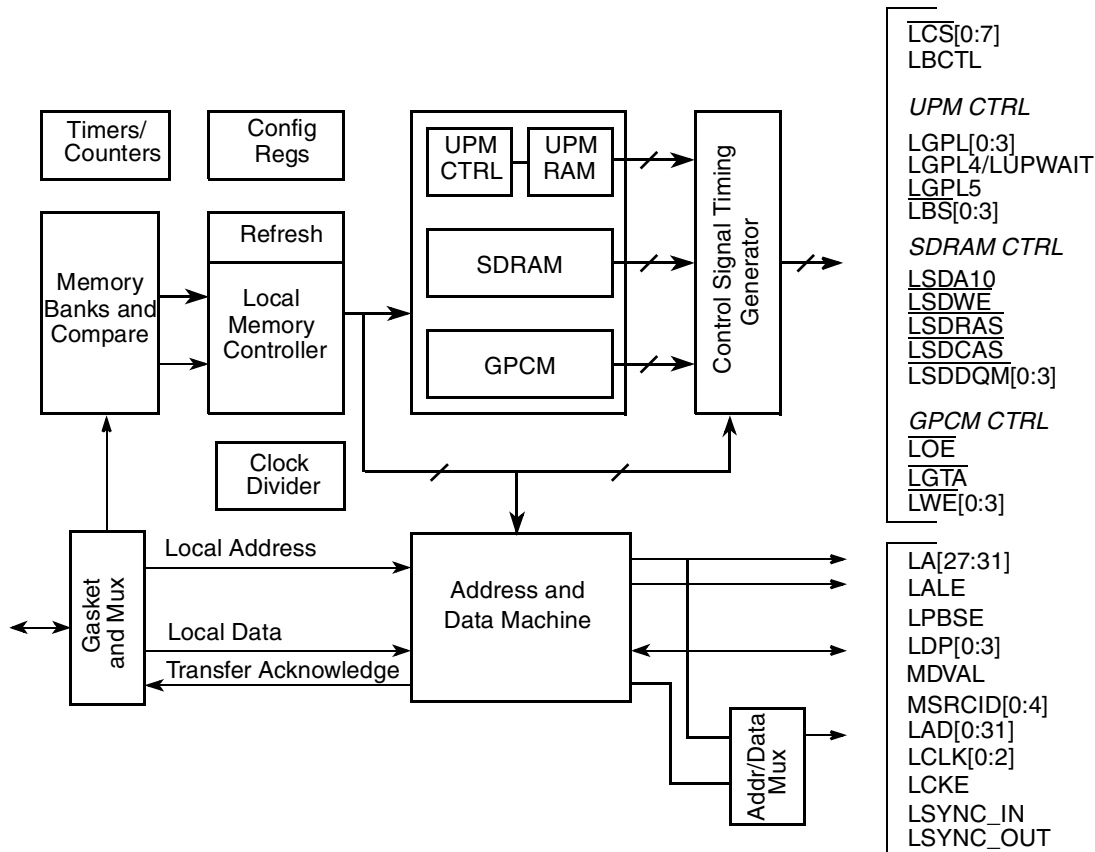 Timers/
Counters
Config
Regs
Memory
Banks and
Compare
Refresh
Local
Memory
Controller
UPM
CTRL
UPM
RAM
SDRAM
GPCM
Control Signal Timing
Generator
Clock
Divider
Gasket
and Mux
Local Address
Local Data
Transfer Acknowledge
Address and
Data Machine
Addr/Data
Mux
LCS[0:7]
LBCTL
UPM CTRL
LGPL[0:3]
LGPL4/LUPWAIT
LGPL5
LBS[0:3]
SDRAM CTRL
LSDA10
LSDWE
LSDRAS
LSDCAS
LSDDQM[0:3]
GPCM CTRL
LOE
LGTA
LWE[0:3]
LA[27:31]
LALE
LPBSE
LDP[0:3]
MDVAL
MSRCID[0:4]
LAD[0:31]
LCLK[0:2]
LCKE
LSYNC_IN
LSYNC_OUT